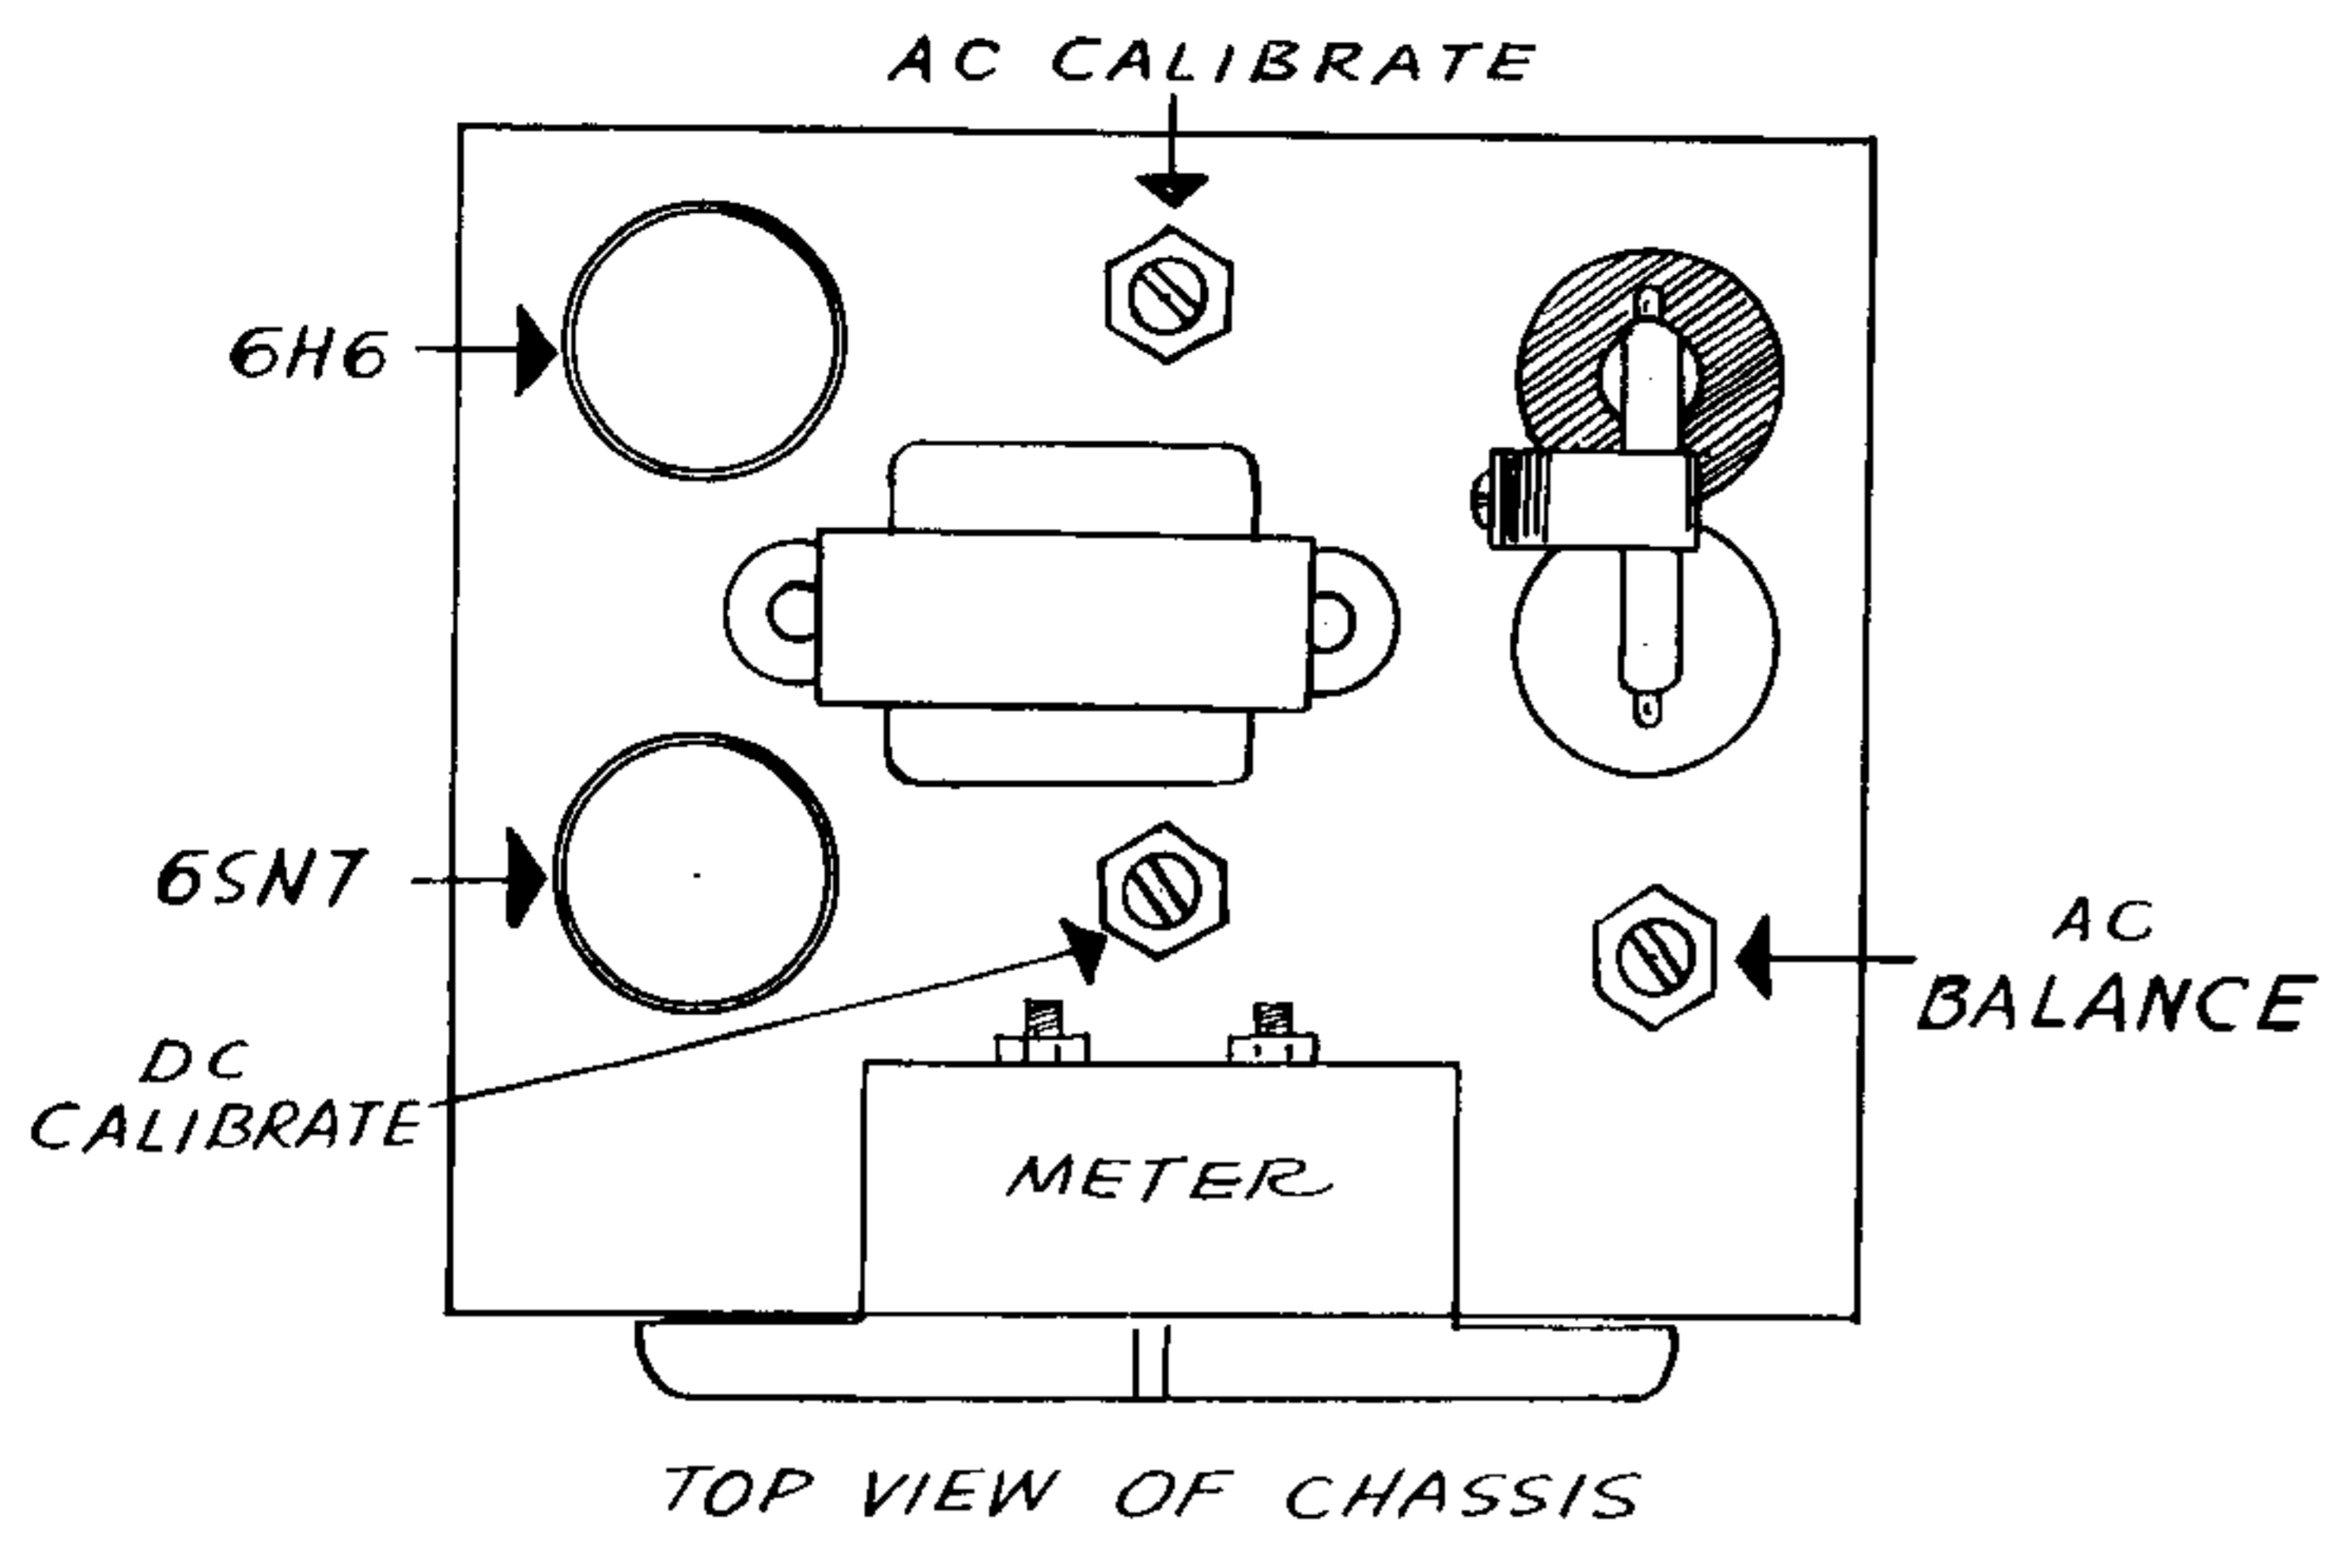 AC CALIBRATE
6H6
6SN7
AC
BALANCE
DC
CALIBRATE
METER
TOP VIEW OF CHASSIS